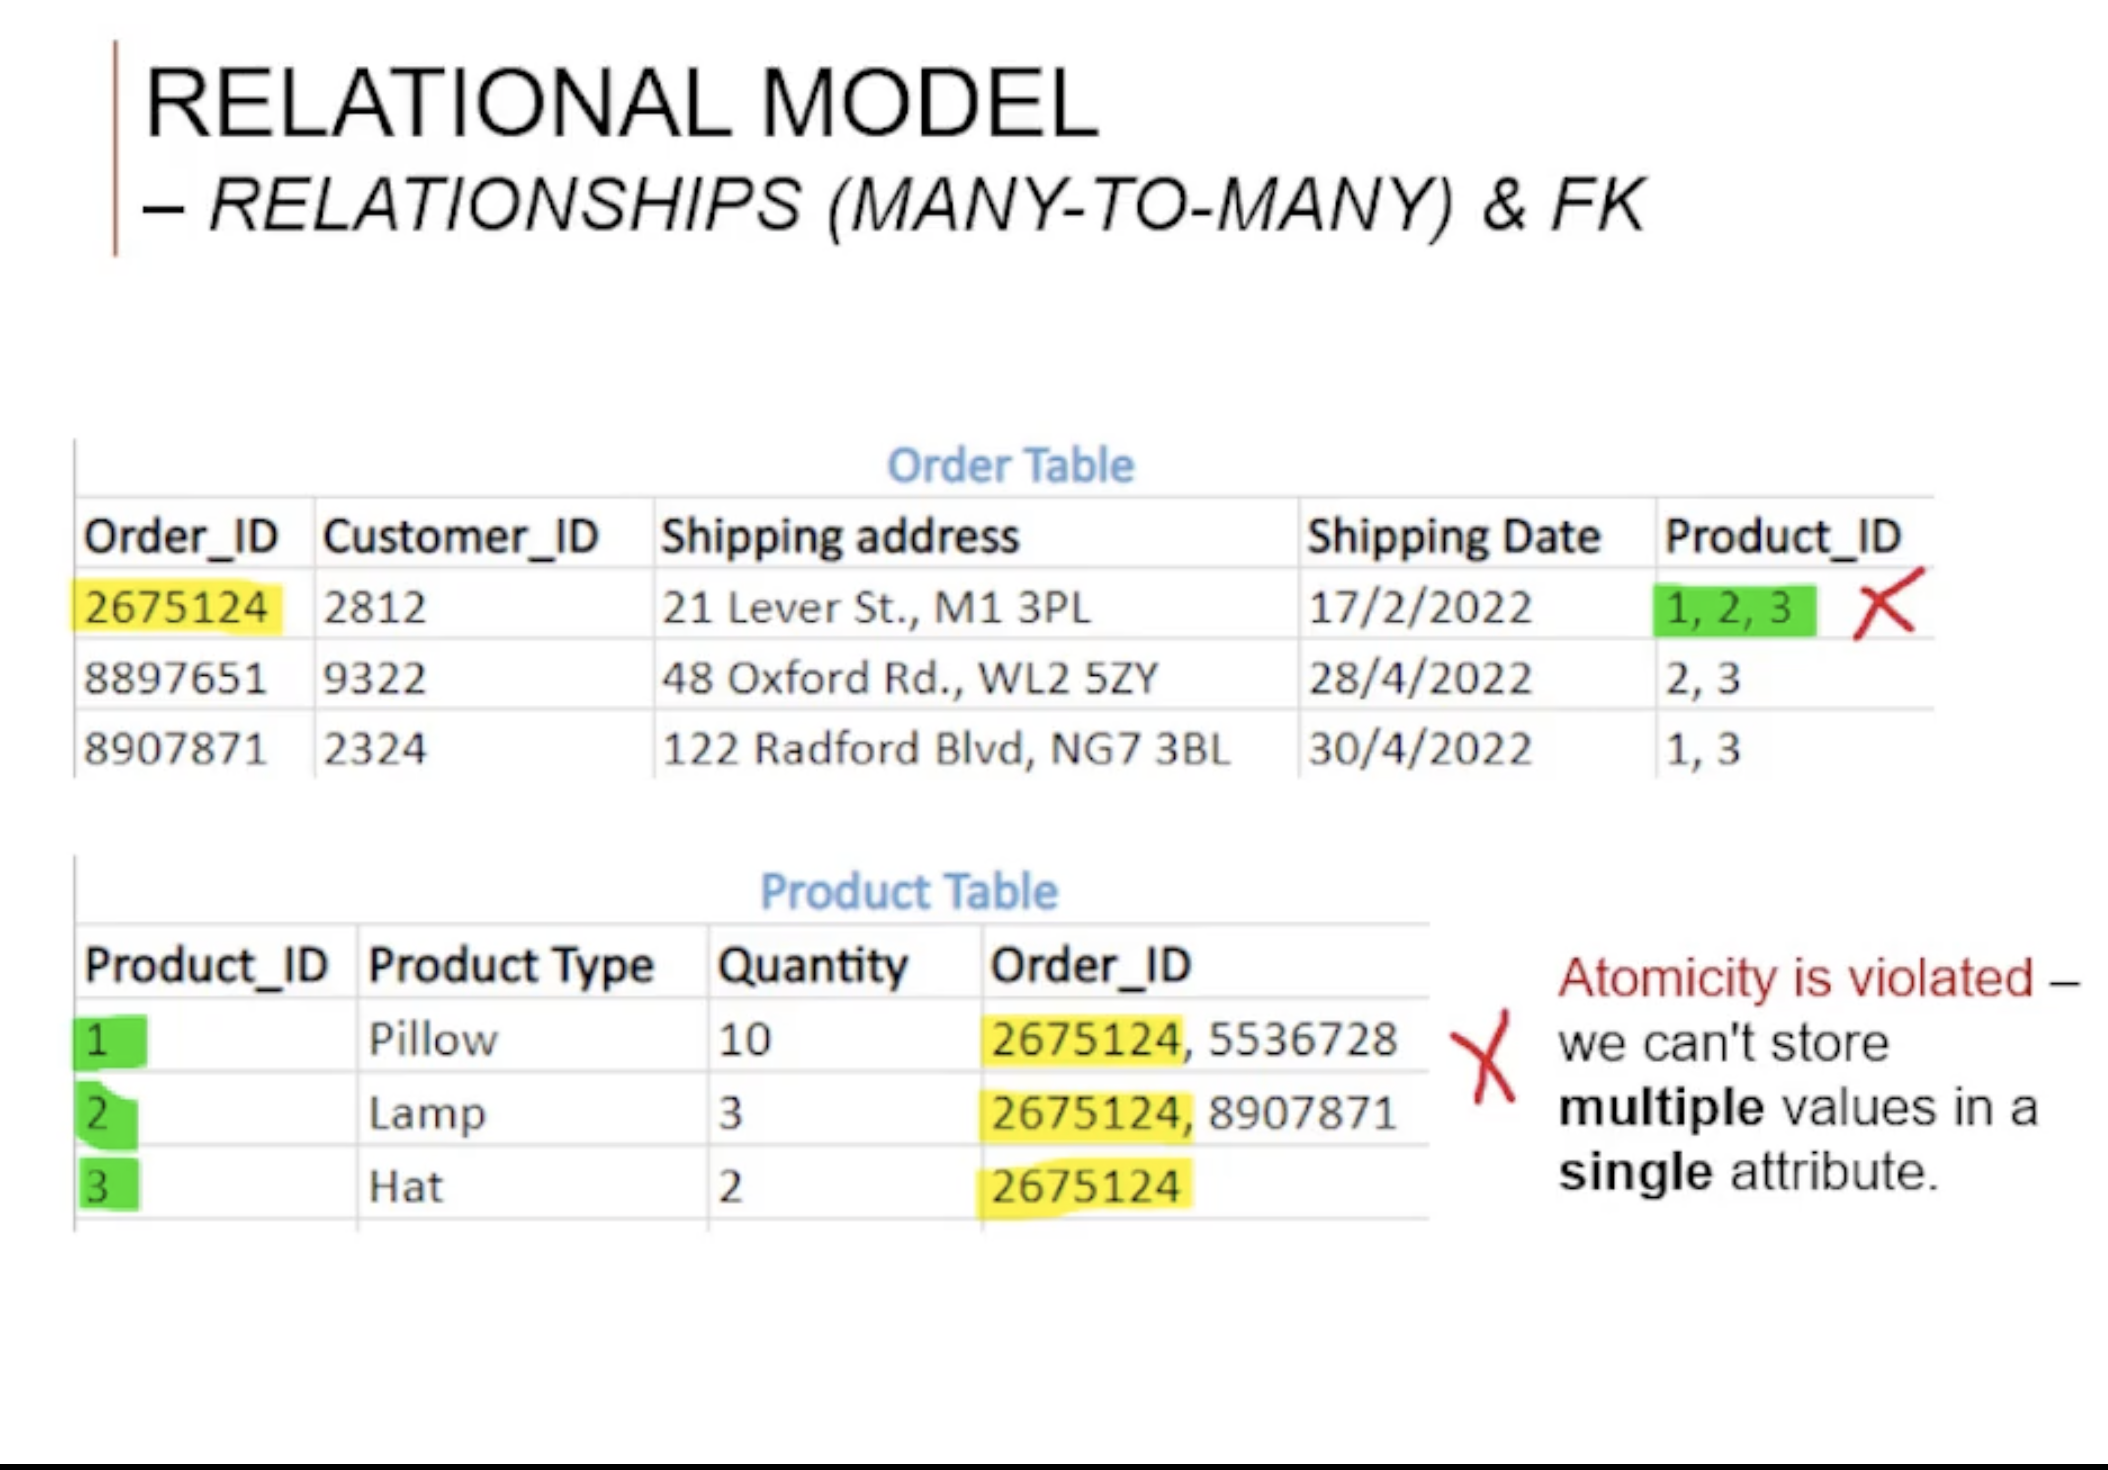 RELATIONAL MODEL
– RELATIONSHIPS (MANY-TO-MANY) & FK
Order Table
Order_ID Customer_ID Shipping address Shipping Date Product_ID
2675124 2812 21 Lever St., M1 3PL 17/2/2022 1, 2, 3
8897651 9322 48 Oxford Rd., WL2 5ZY 28/4/2022 2, 3
8907871 2324 122 Radford Blvd, NG7 3BL 30/4/2022 1, 3
Product Table
Product_ID Product Type Quantity Order_ID
1 Pillow 10 2675124, 5536728
2 Lamp 3 2675124, 8907871
3 Hat 2 2675124
Atomicity is violated –
we can't store
multiple values in a
single attribute.